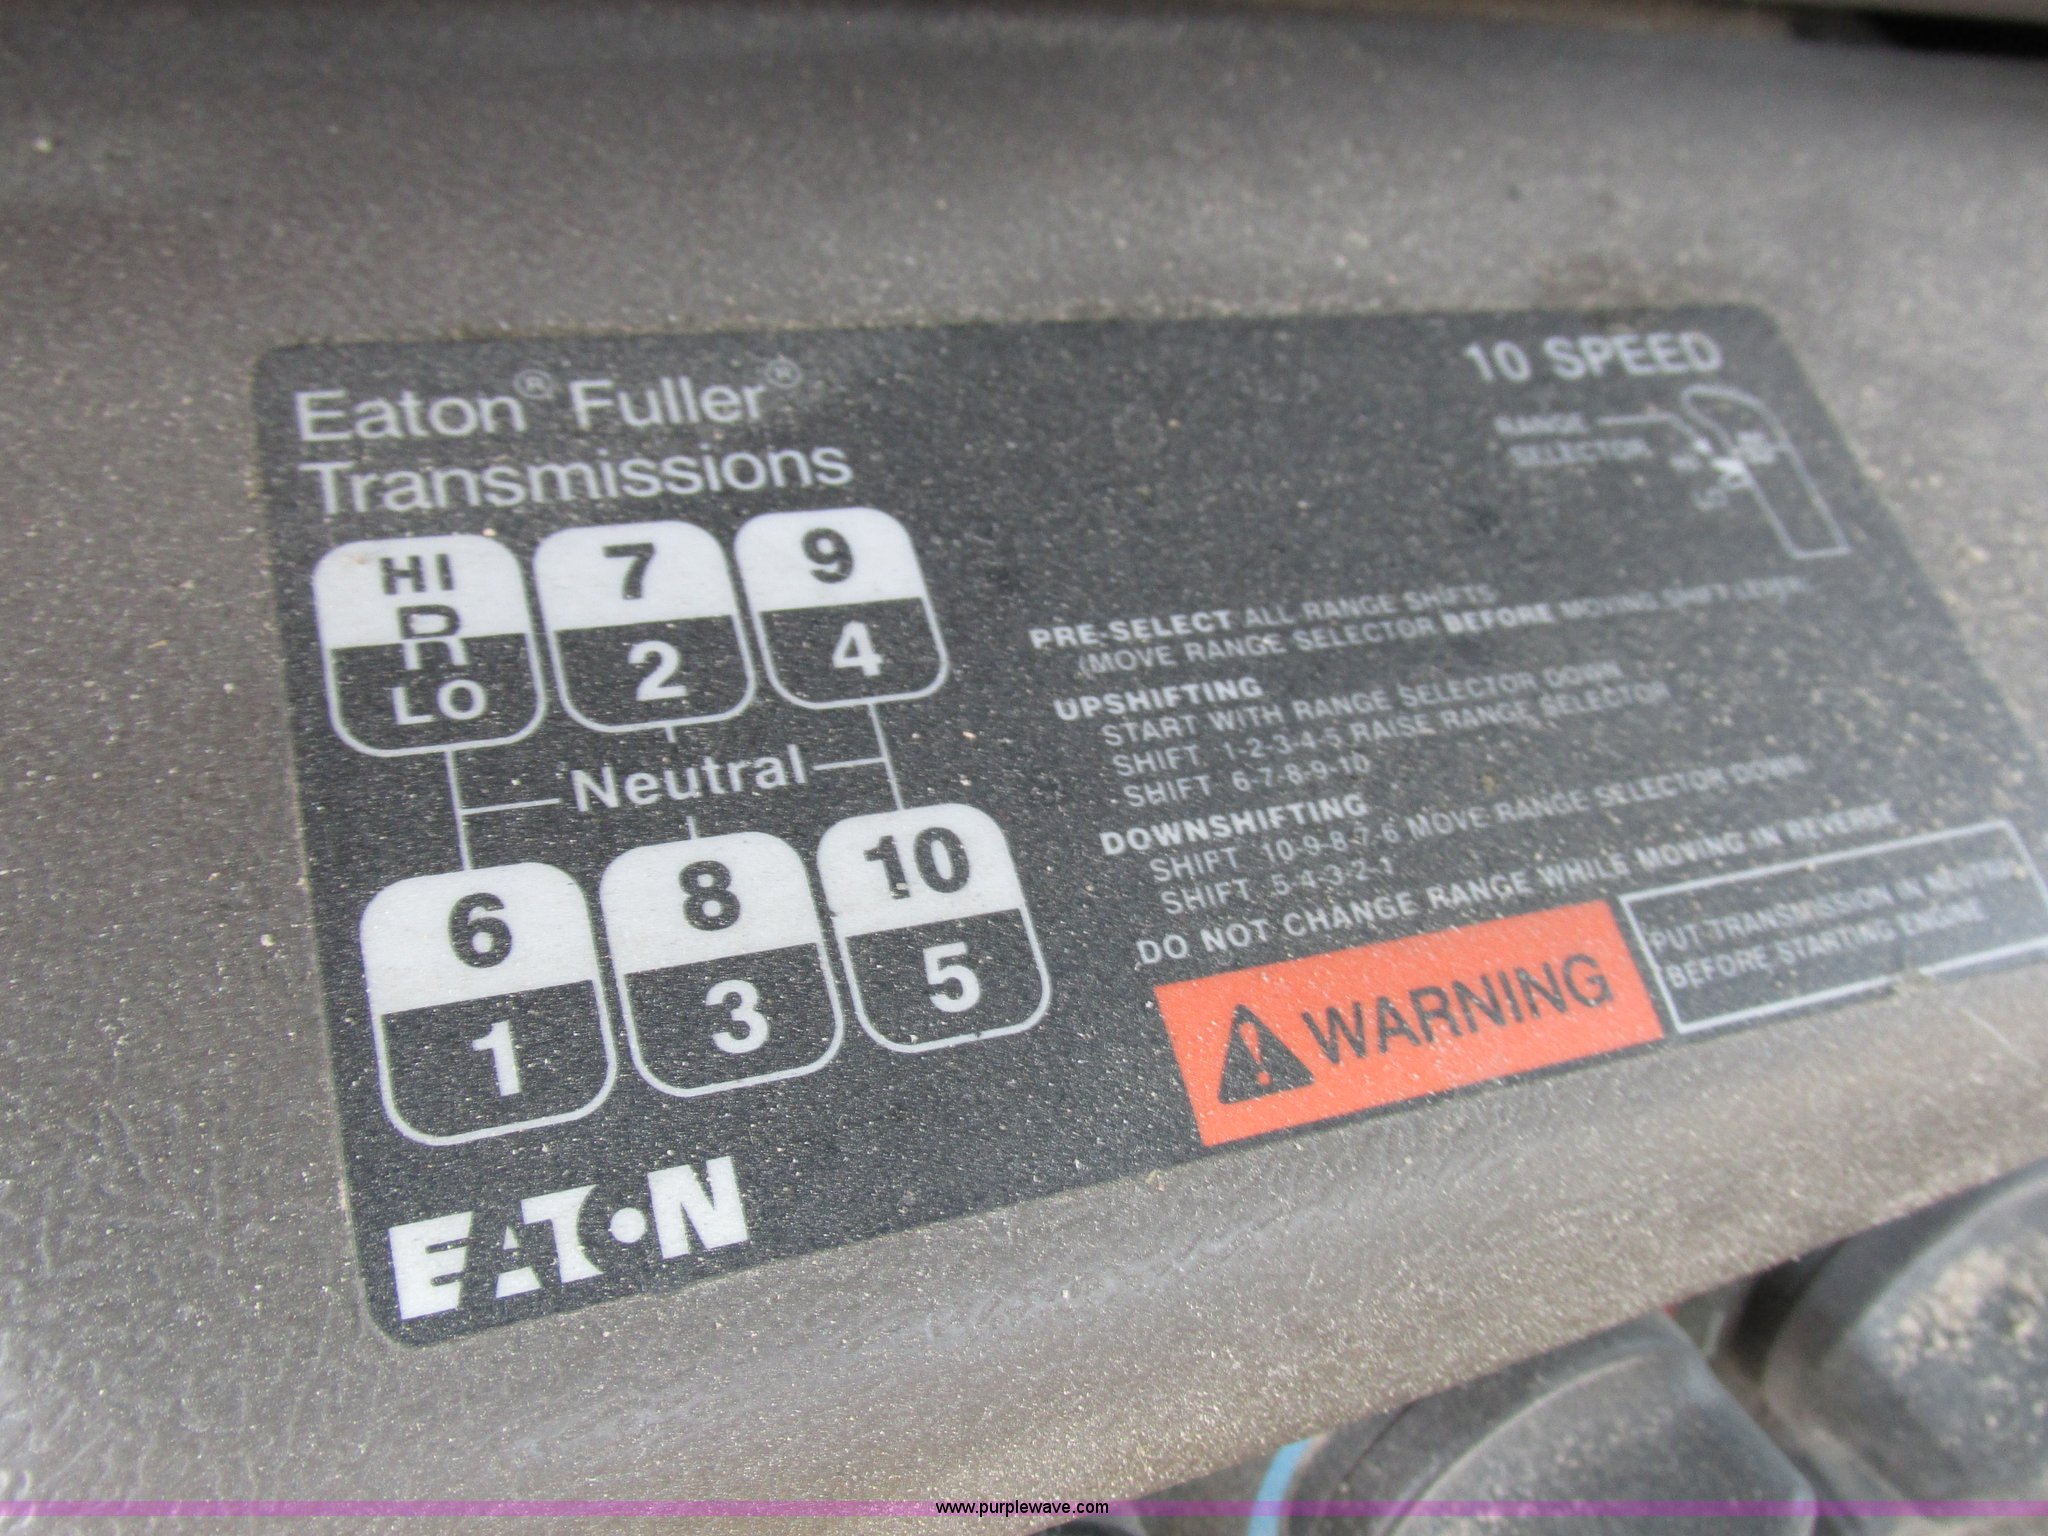 Eaton® Fuller®
Transmissions
10 SPEED
RANGE
SELECTOR
HI
LO
HI
R
LO
7
2
9
4
Neutral
6
1
8
3
10
5
PRE-SELECT ALL RANGE SHIFTS
(MOVE RANGE SELECTOR BEFORE MOVING SHIFT LEVER)
UPSHIFTING
START WITH RANGE SELECTOR DOWN
SHIFT 1-2-3-4-5 RAISE RANGE SELECTOR
SHIFT 6-7-8-9-10
DOWNSHIFTING
SHIFT 10-9-8-7-6 MOVE RANGE SELECTOR DOWN
SHIFT 5-4-3-2-1
DO NOT CHANGE RANGE WHILE MOVING IN REVERSE
WARNING
PUT TRANSMISSION IN NEUTRAL
BEFORE STARTING ENGINE
EATON
www.purplewave.com